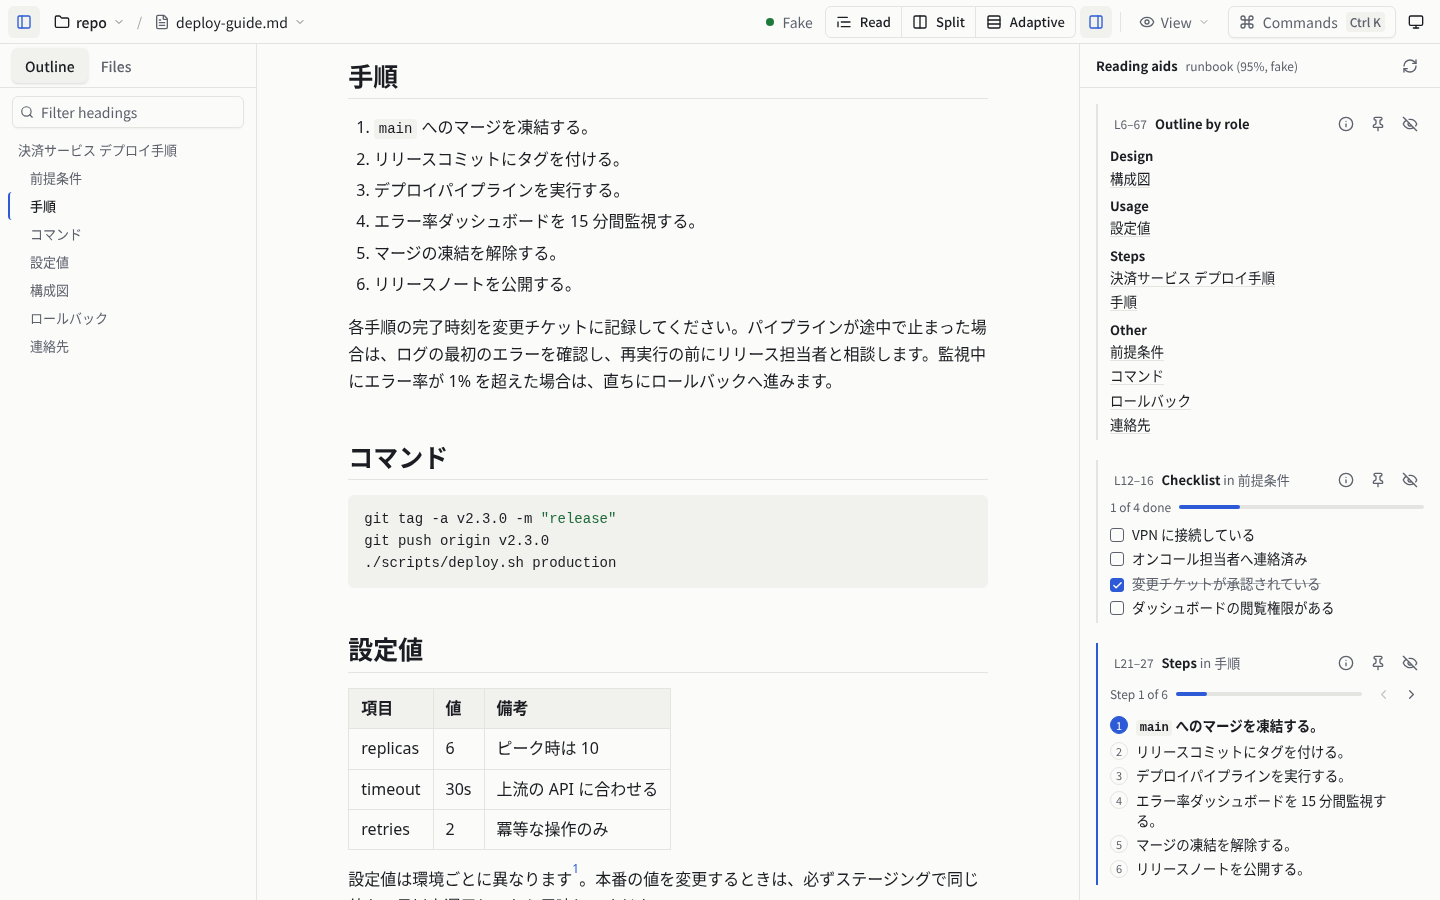 repo / deploy-guide.md
Fake Read Split Adaptive View Commands Ctrl K
Outline Files
Filter headings
決済サービス デプロイ手順
前提条件
手順
コマンド
設定値
構成図
ロールバック
連絡先
手順
1. main へのマージを凍結する。
2. リリースコミットにタグを付ける。
3. デプロイパイプラインを実行する。
4. エラー率ダッシュボードを 15 分間監視する。
5. マージの凍結を解除する。
6. リリースノートを公開する。
各手順の完了時刻を変更チケットに記録してください。パイプラインが途中で止まった場
合は、ログの最初のエラーを確認し、再実行の前にリリース担当者と相談します。監視中
にエラー率が 1% を超えた場合は、直ちにロールバックへ進みます。
コマンド
git tag -a v2.3.0 -m "release"
git push origin v2.3.0
./scripts/deploy.sh production
設定値
項目 値 備考
replicas 6 ピーク時は 10
timeout 30s 上流の API に合わせる
retries 2 冪等な操作のみ
設定値は環境ごとに異なります1。本番の値を変更するときは、必ずステージングで同じ
Reading aids runbook (95%, fake)
L6–67 Outline by role
Design
構成図
Usage
設定値
Steps
決済サービス デプロイ手順
手順
Other
前提条件
コマンド
ロールバック
連絡先
L12–16 Checklist in 前提条件
1 of 4 done
VPN に接続している
オンコール担当者へ連絡済み
変更チケットが承認されている
ダッシュボードの閲覧権限がある
L21–27 Steps in 手順
Step 1 of 6
1 main へのマージを凍結する。
2 リリースコミットにタグを付ける。
3 デプロイパイプラインを実行する。
4 エラー率ダッシュボードを 15 分間監視す
る。
5 マージの凍結を解除する。
6 リリースノートを公開する。